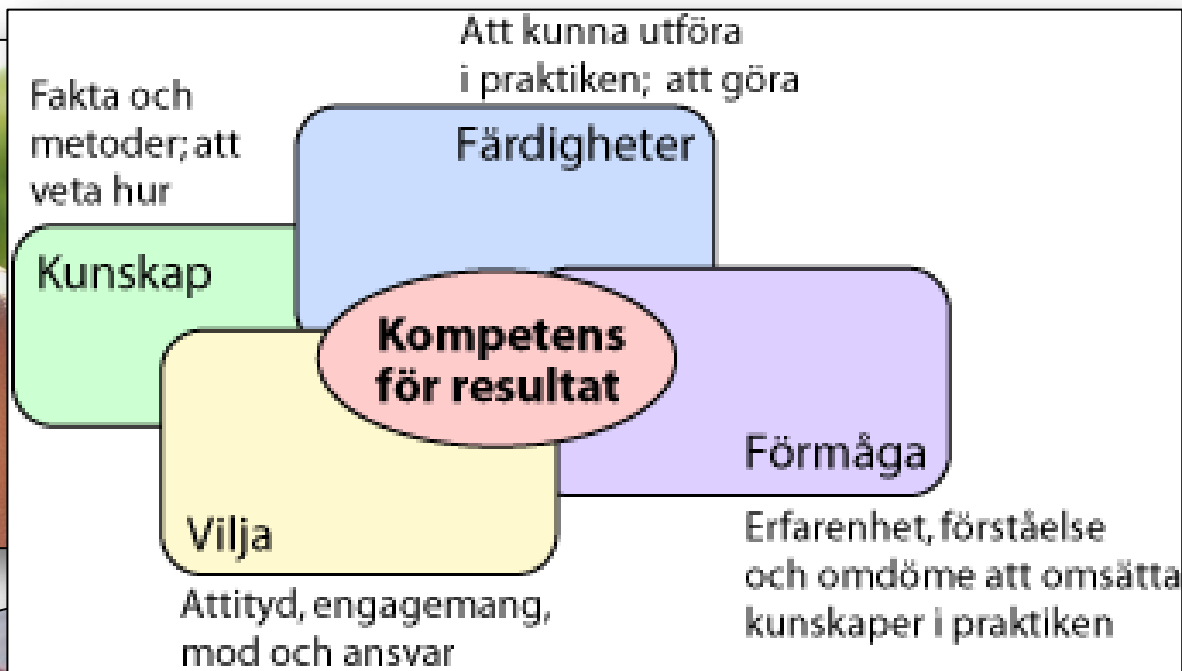 Att kunna utföra
i praktiken; att göra
Fakta och
metoder; att
veta hur
Färdigheter
Kunskap
Kompetens
för resultat
Förmåga
Vilja
Erfarenhet, förståelse
och omdöme att omsätta
kunskaper i praktiken
Attityd, engagemang,
mod och ansvar